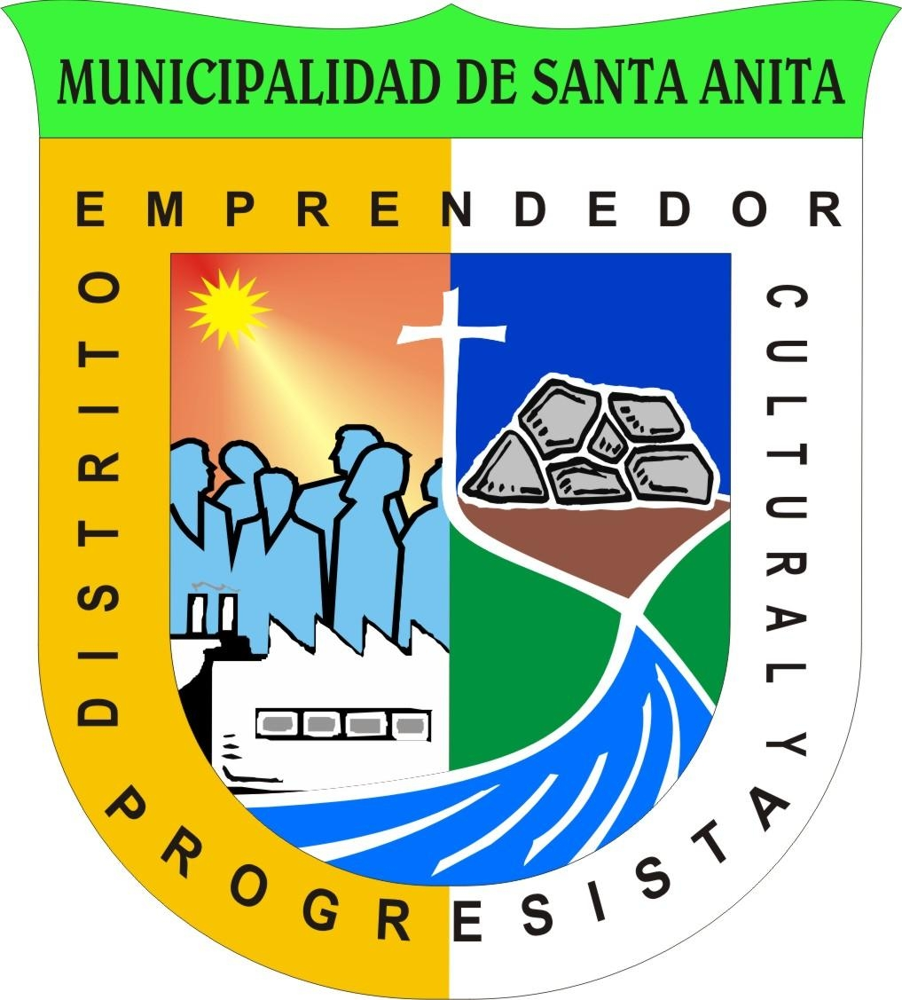 MUNICIPALIDAD DE SANTA ANITA
DISTRITO
EMPRENDEDOR
CULTURAL Y
PROGRESISTA